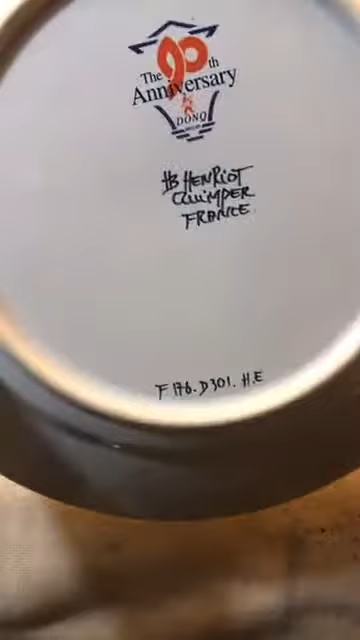 The 90th
Anniversary
DONQ
HB HENRIOT
QUIMPER
FRANCE
F 176. D301. H.E